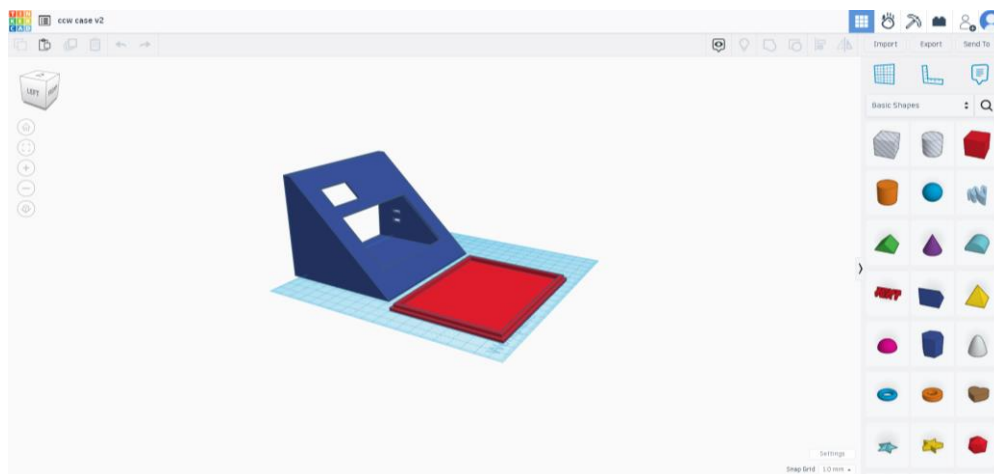 TIN
KER
CAD
ccw case v2
Import Export Send To
LEFT
Basic Shapes
TEXT
Settings
Snap Grid 1.0 mm